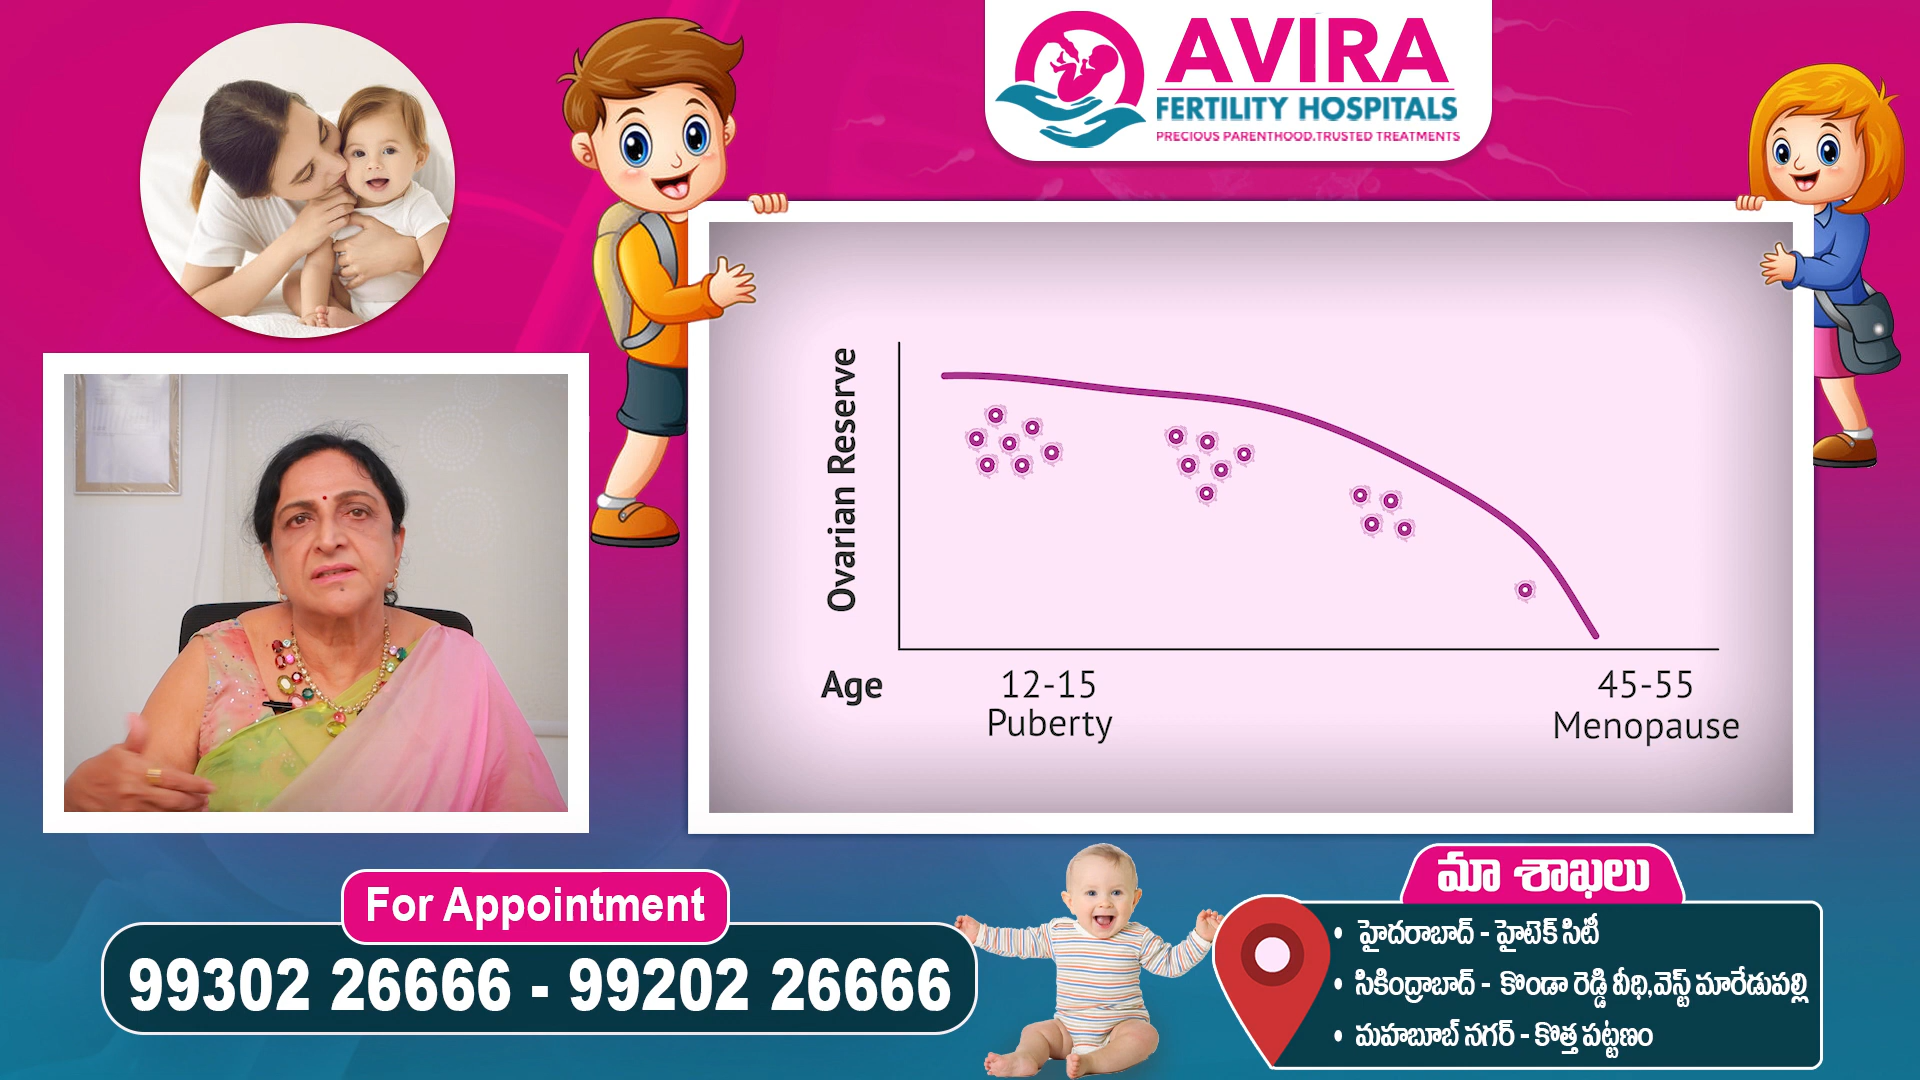 AVIRA
FERTILITY HOSPITALS
PRECIOUS PARENTHOOD.TRUSTED TREATMENTS
Ovarian Reserve
Age
12-15
Puberty
45-55
Menopause
For Appointment
99302 26666 - 99202 26666
మా శాఖలు
• హైదరాబాద్ - హైటెక్ సిటీ
• సికింద్రాబాద్ - కొండా రెడ్డి వీధి,వెస్ట్ మారేడుపల్లి
• మహబూబ్ నగర్ - కొత్త పట్టణం